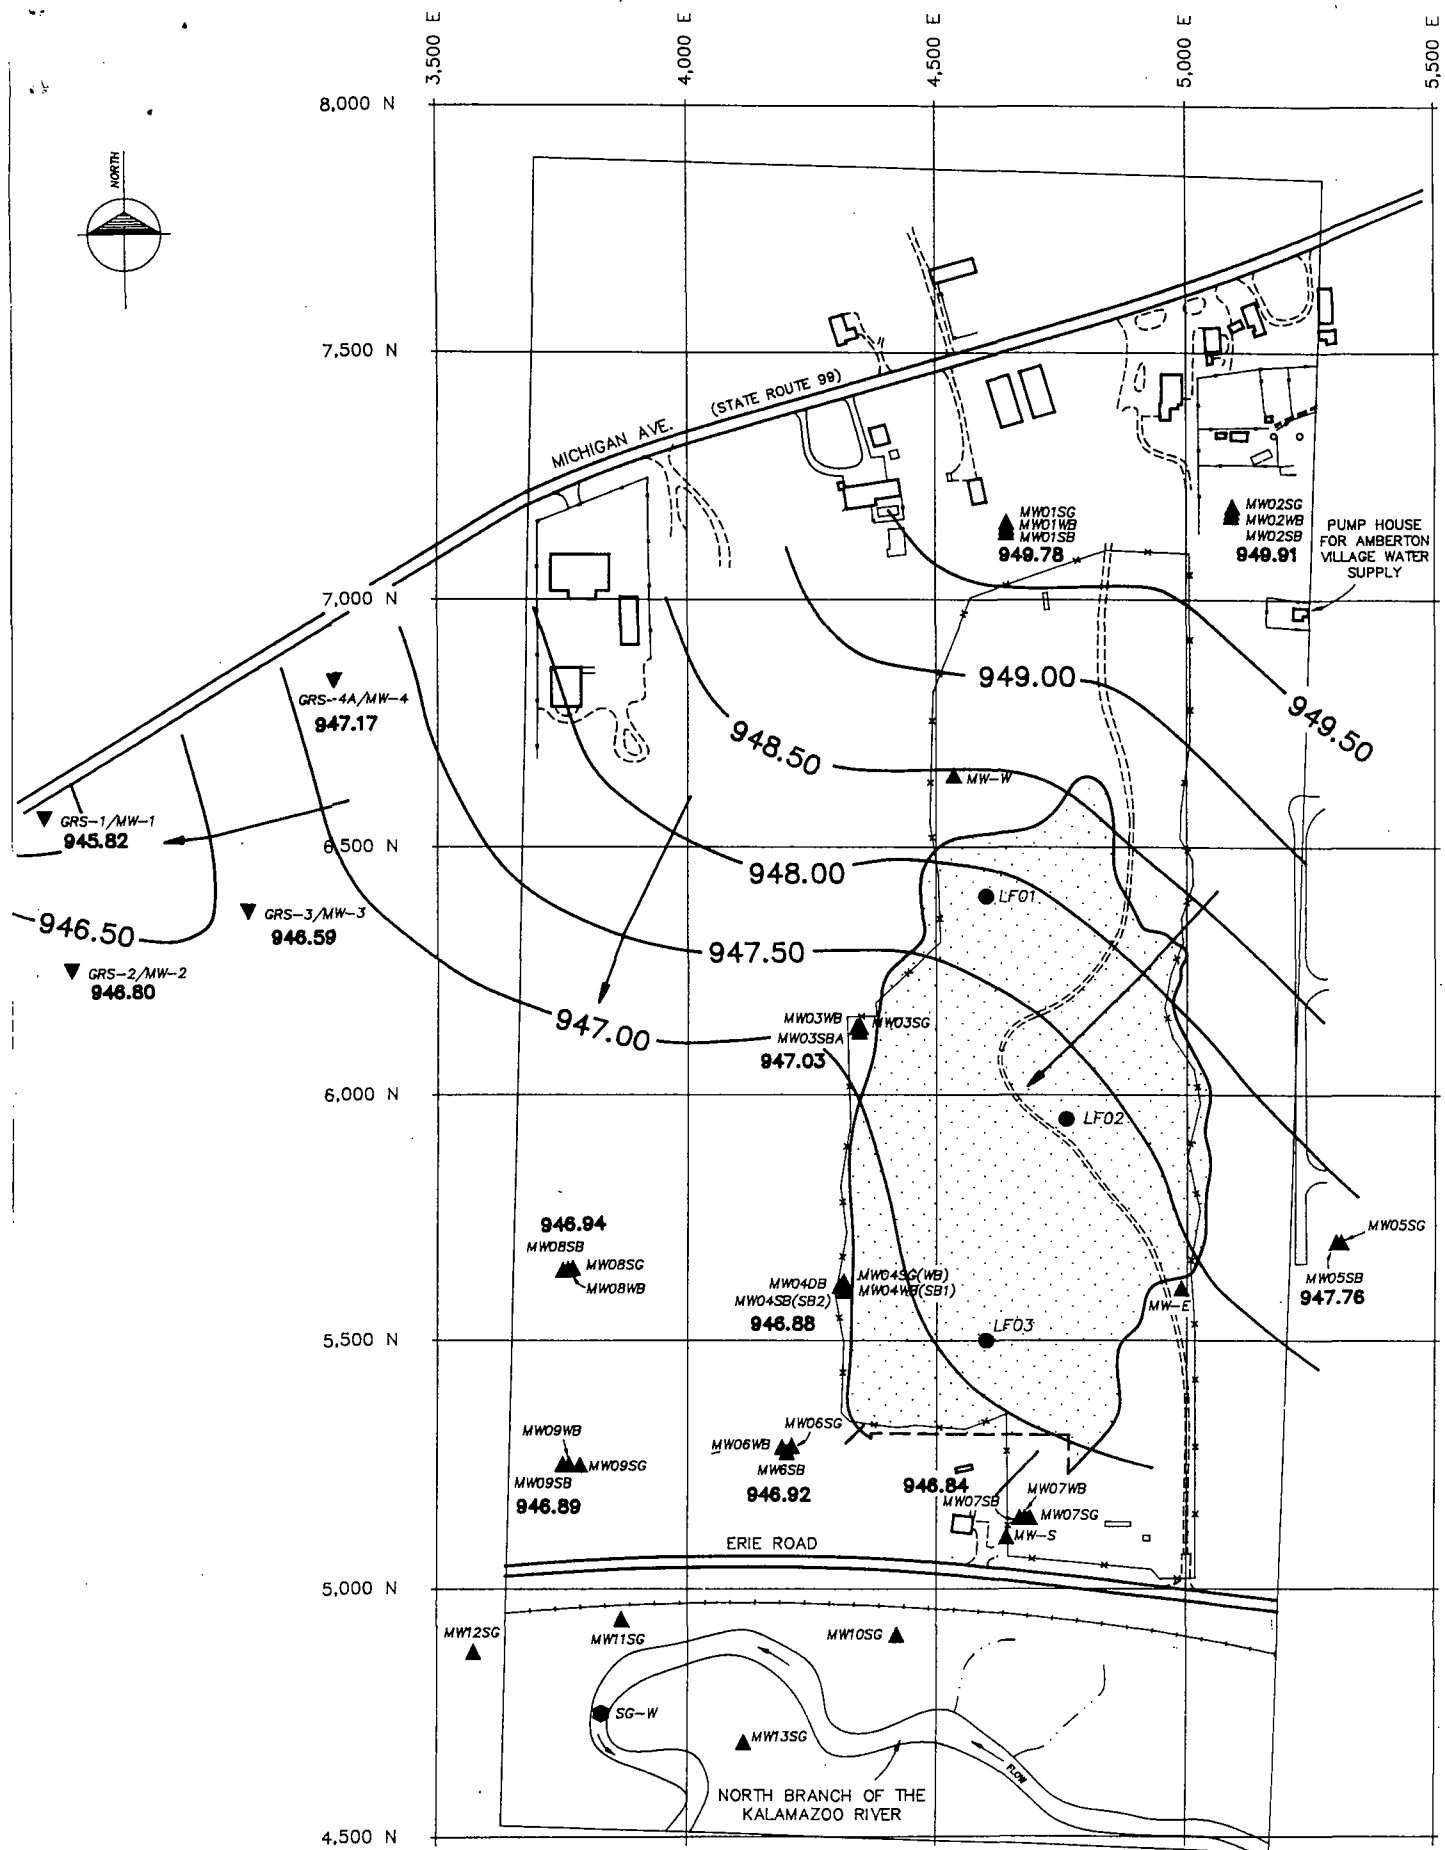 3,500 E
4,000 E
4,500 E
5,000 E
5,500 E
8,000 N
NORTH
7,500 N
(STATE ROUTE 99)
MICHIGAN AVE.
MW01SG
MW01WB
MW01SB
949.78
MW02SG
MW02WB
MW02SB
949.91
PUMP HOUSE
FOR AMBERTON
VILLAGE WATER
SUPPLY
7,000 N
GRS-4A/MW-4
947.17
949.00
949.50
948.50
MW-W
GRS-1/MW-1
945.82
6,500 N
948.00
LF01
GRS-3/MW-3
946.59
946.50
947.50
GRS-2/MW-2
946.80
947.00
MW03WB
MW03SG
MW03SBA
947.03
6,000 N
LF02
946.94
MW08SB
MW08SG
MW08WB
MW05SG
MW05SB
947.76
MW04DB
MW04SG(WB)
MW04WB(SB1)
MW04SB(SB2)
946.88
MW-E
LF03
5,500 N
MW09WB
MW09SG
MW09SB
946.89
MW06SG
MW06WB
MW6SB
946.92
946.84
MW07WB
MW07SB
MW07SG
MW-S
ERIE ROAD
5,000 N
MW12SG
MW11SG
MW10SG
SG-W
MW13SG
FLOW
NORTH BRANCH OF THE
KALAMAZOO RIVER
4,500 N